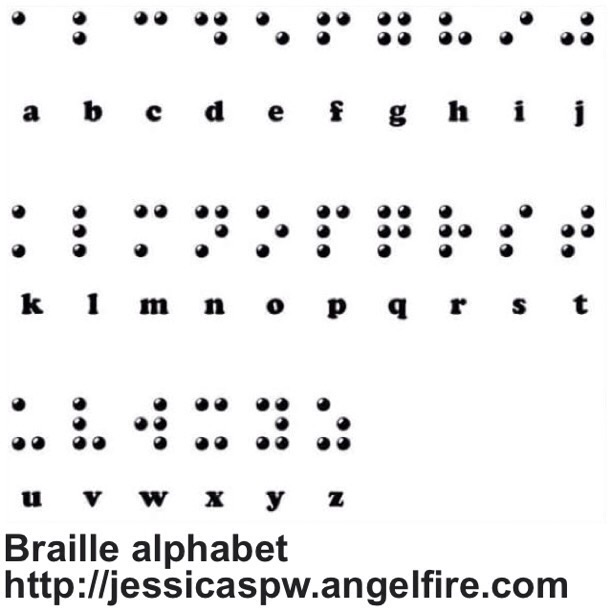 a b c d e f g h i j
k l m n o p q r s t
u v w x y z
Braille alphabet
http://jessicaspw.angelfire.com